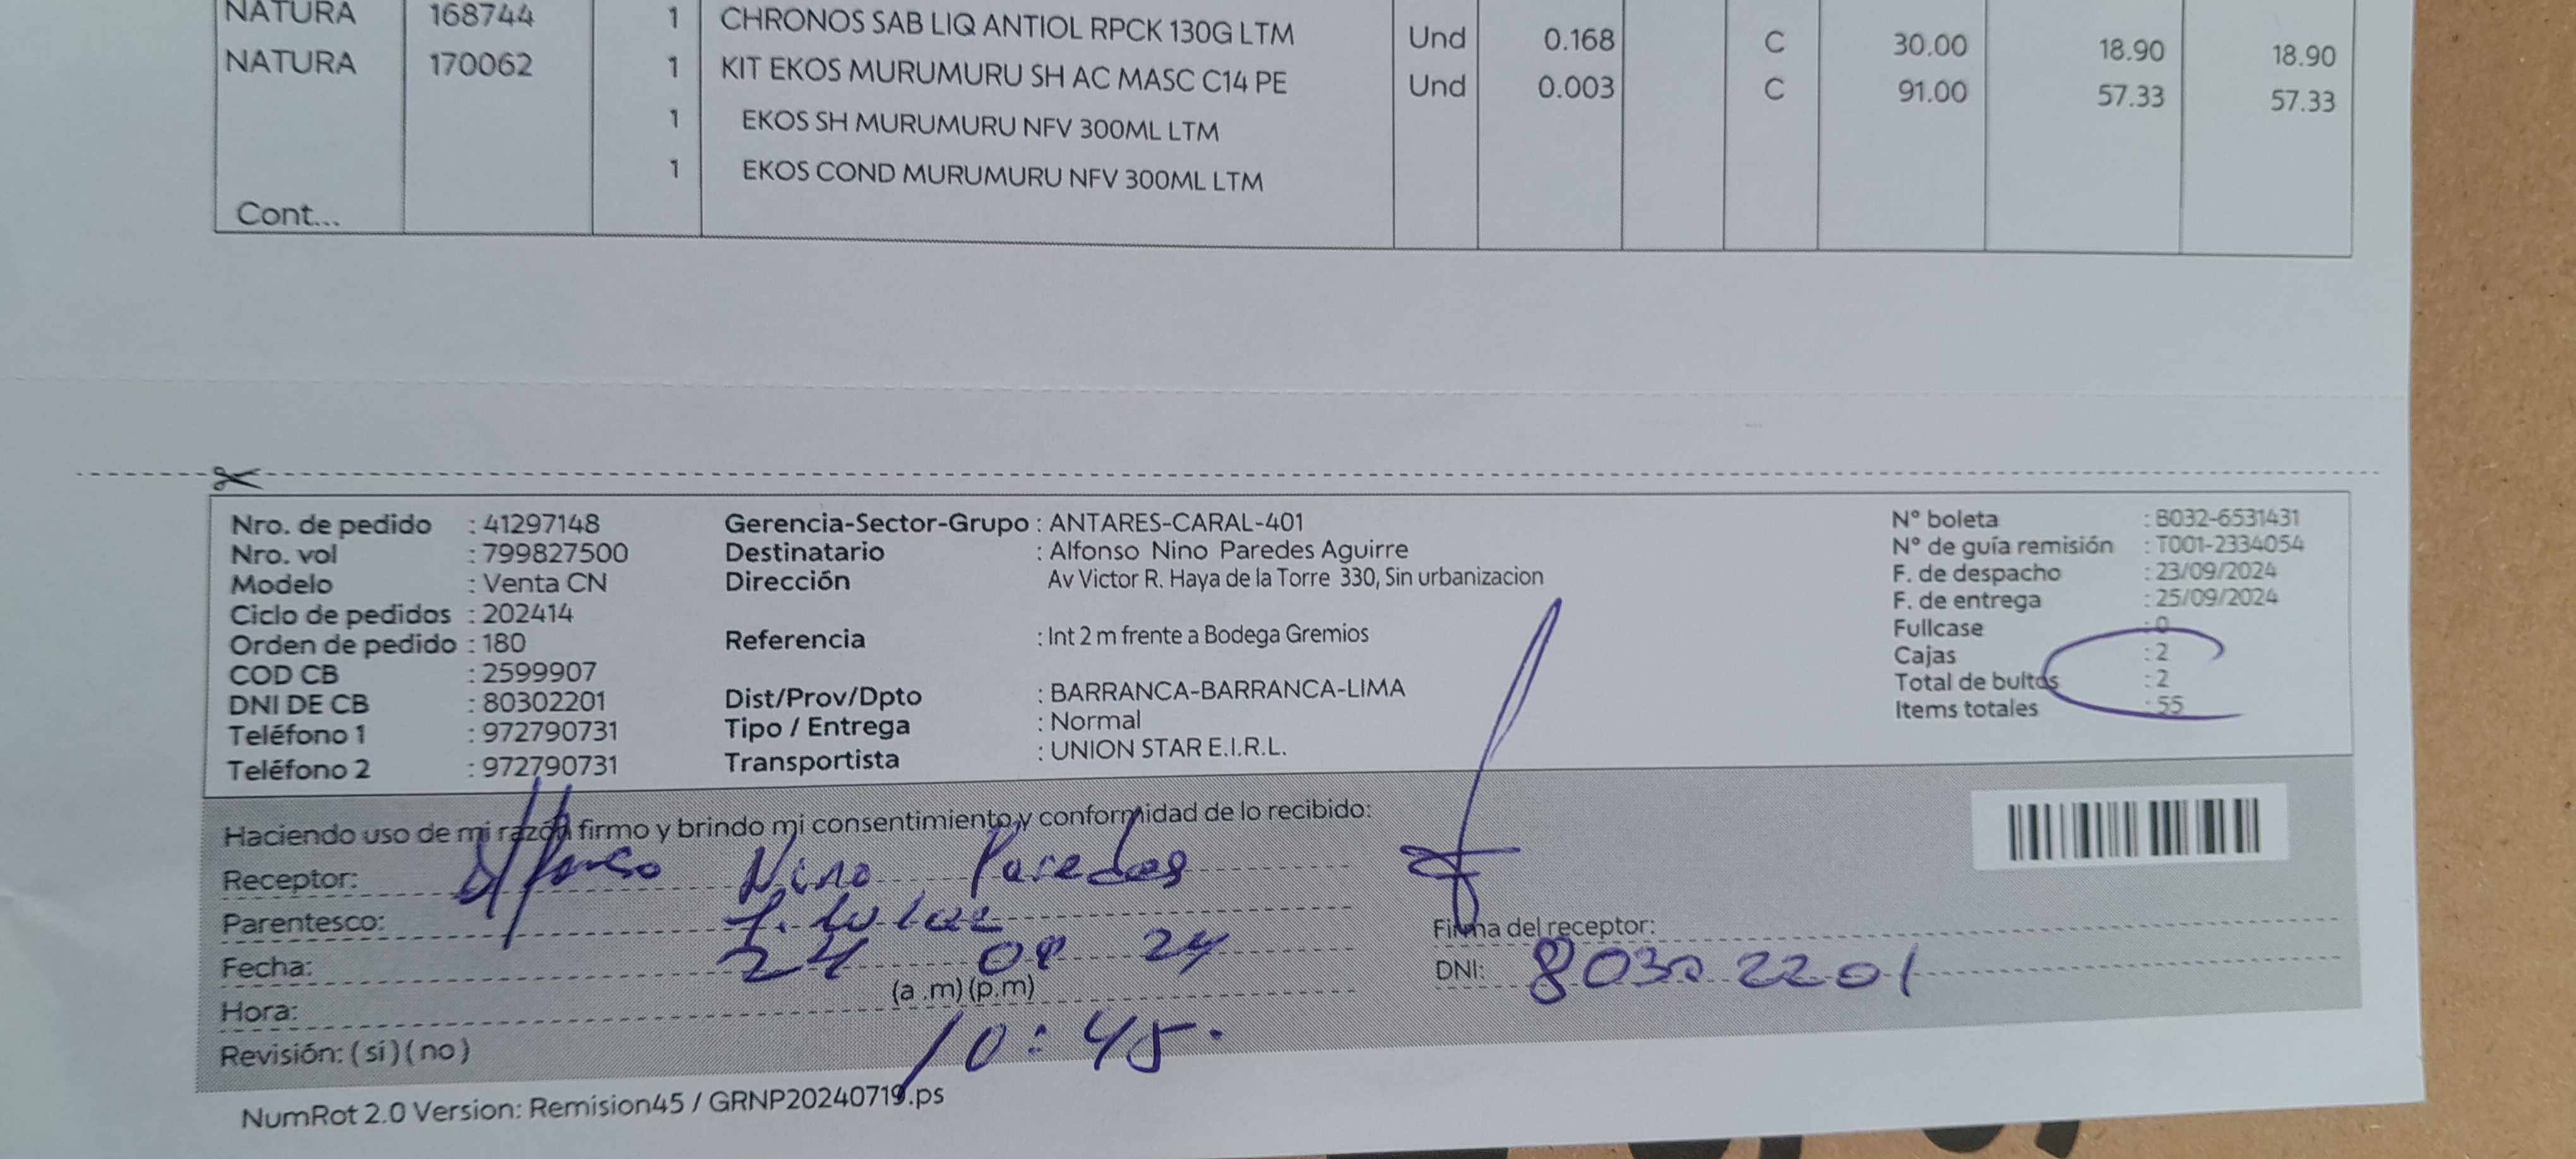 NATURA 168744 1 CHRONOS SAB LIQ ANTIOL RPCK 130G LTM Und 0.168 C 30.00 18.90 18.90
NATURA 170062 1 KIT EKOS MURUMURU SH AC MASC C14 PE Und 0.003 C 91.00 57.33 57.33
1 EKOS SH MURUMURU NFV 300ML LTM
1 EKOS COND MURUMURU NFV 300ML LTM
Cont...
Nro. de pedido : 41297148
Nro. vol : 799827500
Modelo : Venta CN
Ciclo de pedidos : 202414
Orden de pedido : 180
COD CB : 2599907
DNI DE CB : 80302201
Teléfono 1 : 972790731
Teléfono 2 : 972790731
Gerencia-Sector-Grupo : ANTARES-CARAL-401
Destinatario : Alfonso Nino Paredes Aguirre
Dirección Av Victor R. Haya de la Torre 330, Sin urbanizacion
Referencia : Int 2 m frente a Bodega Gremios
Dist/Prov/Dpto : BARRANCA-BARRANCA-LIMA
Tipo / Entrega : Normal
Transportista : UNION STAR E.I.R.L.
N° boleta : B032-6531431
N° de guía remisión : T001-2334054
F. de despacho : 23/09/2024
F. de entrega : 25/09/2024
Fullcase : 0
Cajas : 2
Total de bultos : 2
Items totales : 55
Haciendo uso de mi razón firmo y brindo mi consentimiento y conformidad de lo recibido:
Receptor: Alfonso Nino Paredes
Parentesco: Titular
Fecha: 24 09 24
Hora: (a .m) (p.m) 10:45.
Revisión: ( si ) ( no )
Firma del receptor:
DNI: 80302201
NumRot 2.0 Version: Remision45 / GRNP20240719.ps